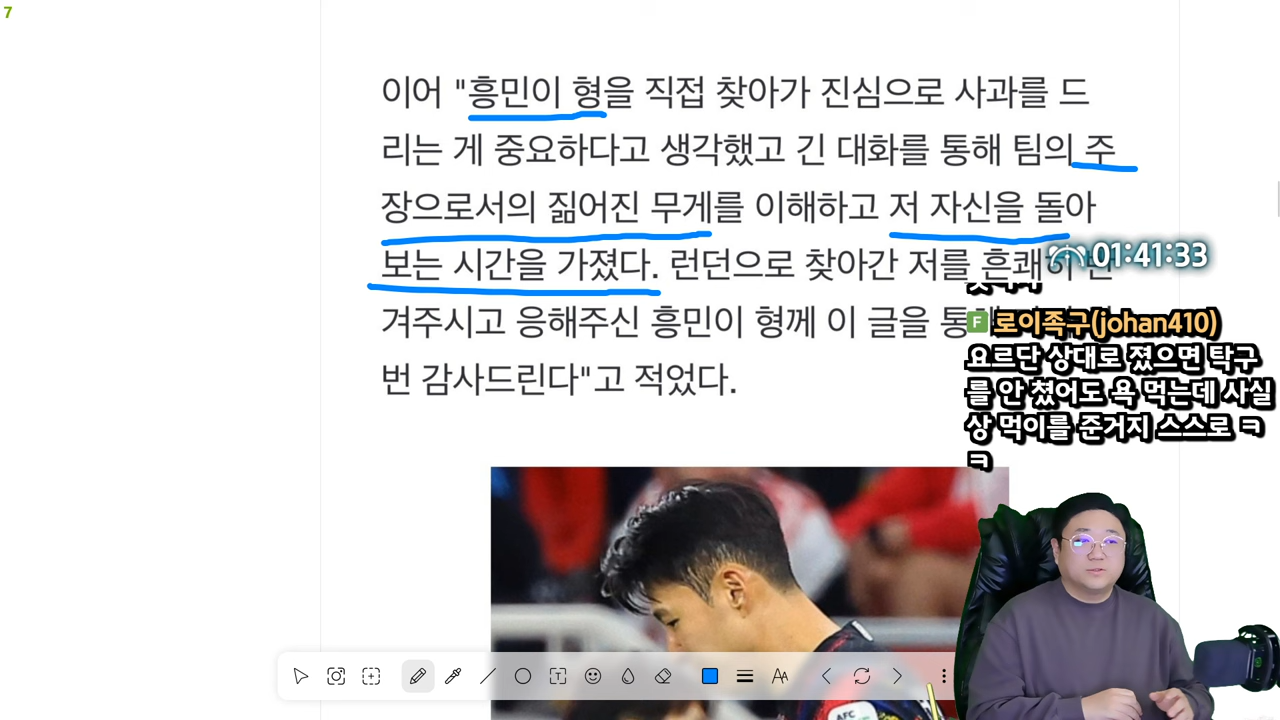 7
이어 "흥민이 형을 직접 찾아가 진심으로 사과를 드
리는 게 중요하다고 생각했고 긴 대화를 통해 팀의 주
장으로서의 짊어진 무게를 이해하고 저 자신을 돌아
보는 시간을 가졌다. 런던으로 찾아간 저를 흔쾌히
겨주시고 응해주신 흥민이 형께 이 글을 통
번 감사드린다"고 적었다.
01:41:33
F 로이족구(johan410)
요르단 상대로 졌으면 탁구
를 안 쳤어도 욕 먹는데 사실
상 먹이를 준거지 스스로 ㅋ
ㅋ
T
AA
AFC